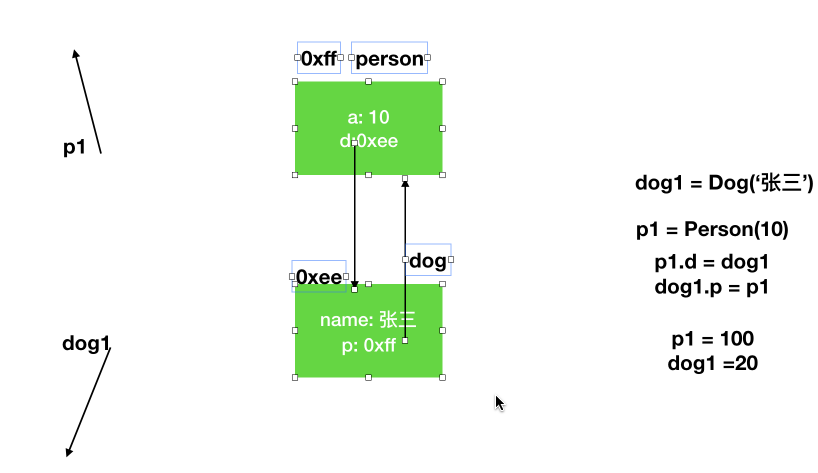 0xff person
a: 10
d:0xee
p1
dog
0xee
name: 张三
p: 0xff
dog1
dog1 = Dog(‘张三’)
p1 = Person(10)
p1.d = dog1
dog1.p = p1
p1 = 100
dog1 =20